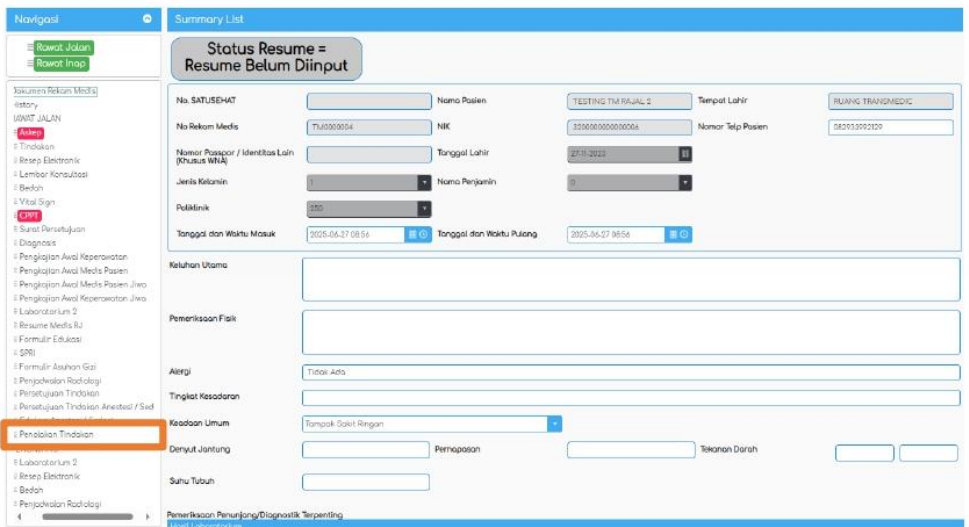 Navigasi
Rawat Jalan
Rawat Inap
Dokumen Rekam Medis
History
RAWAT JALAN
Askep
Tindakan
Resep Elektronik
Lembar Konsultasi
Bedah
Vital Sign
CPPT
Surat Persetujuan
Diagnosis
Pengkajian Awal Keperawatan
Pengkajian Awal Medis Pasien
Pengkajian Awal Medis Pasien Jiwa
Pengkajian Awal Keperawatan Jiwa
Laboratorium 2
Resume Medis RJ
Formulir Edukasi
SPRI
Formulir Asuhan Gizi
Penjadwalan Radiologi
Persetujuan Tindakan
Persetujuan Tindakan Anestesi / Sed
Penolakan Tindakan
Laboratorium 2
Resep Elektronik
Bedah
Penjadwalan Radiologi
Summary List
Status Resume =
Resume Belum Diinput
No. SATUSEHAT Nama Pasien TESTING TM RAJAL 2 Tempat Lahir RUANG TRANSMEDIC
No Rekam Medis TM0000004 NIK 3200000000000006 Nomor Telp Pasien 082933992129
Nomor Passpor / Identitas Lain
(Khusus WNA) Tanggal Lahir 27-11-2023
Jenis Kelamin 1 Nama Penjamin 0
Poliklinik 250
Tanggal dan Waktu Masuk 2025-06-27 08:56 Tanggal dan Waktu Pulang 2025-06-27 08:56
Keluhan Utama
Pemeriksaan Fisik
Alergi Tidak Ada
Tingkat Kesadaran
Keadaan Umum Tampak Sakit Ringan
Denyut Jantung Pernapasan Tekanan Darah
Suhu Tubuh
Pemeriksaan Penunjang/Diagnostik Terpenting
Hasil Laboratorium